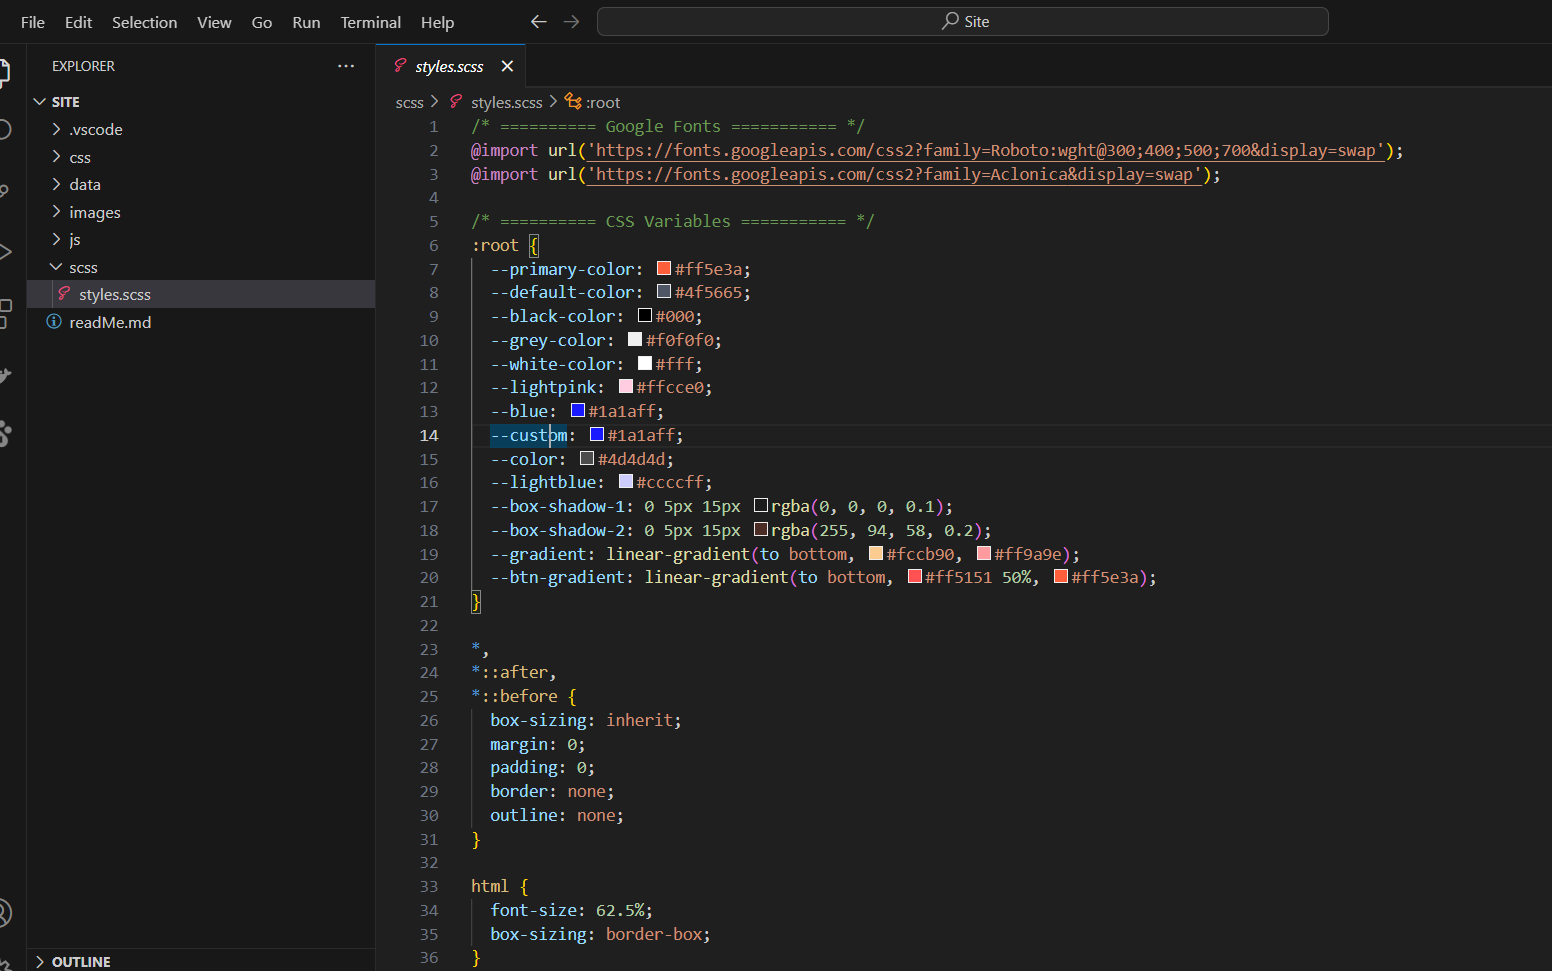 File Edit Selection View Go Run Terminal Help
Site
EXPLORER
SITE
.vscode
css
data
images
js
scss
styles.scss
readMe.md
OUTLINE
styles.scss
scss > styles.scss > :root
1 /* ========== Google Fonts =========== */
2 @import url('https://fonts.googleapis.com/css2?family=Roboto:wght@300;400;500;700&display=swap');
3 @import url('https://fonts.googleapis.com/css2?family=Aclonica&display=swap');
4
5 /* ========== CSS Variables =========== */
6 :root {
7 --primary-color: #ff5e3a;
8 --default-color: #4f5665;
9 --black-color: #000;
10 --grey-color: #f0f0f0;
11 --white-color: #fff;
12 --lightpink: #ffcce0;
13 --blue: #1a1aff;
14 --custom: #1a1aff;
15 --color: #4d4d4d;
16 --lightblue: #ccccff;
17 --box-shadow-1: 0 5px 15px rgba(0, 0, 0, 0.1);
18 --box-shadow-2: 0 5px 15px rgba(255, 94, 58, 0.2);
19 --gradient: linear-gradient(to bottom, #fccb90, #ff9a9e);
20 --btn-gradient: linear-gradient(to bottom, #ff5151 50%, #ff5e3a);
21 }
22
23 *,
24 *::after,
25 *::before {
26 box-sizing: inherit;
27 margin: 0;
28 padding: 0;
29 border: none;
30 outline: none;
31 }
32
33 html {
34 font-size: 62.5%;
35 box-sizing: border-box;
36 }